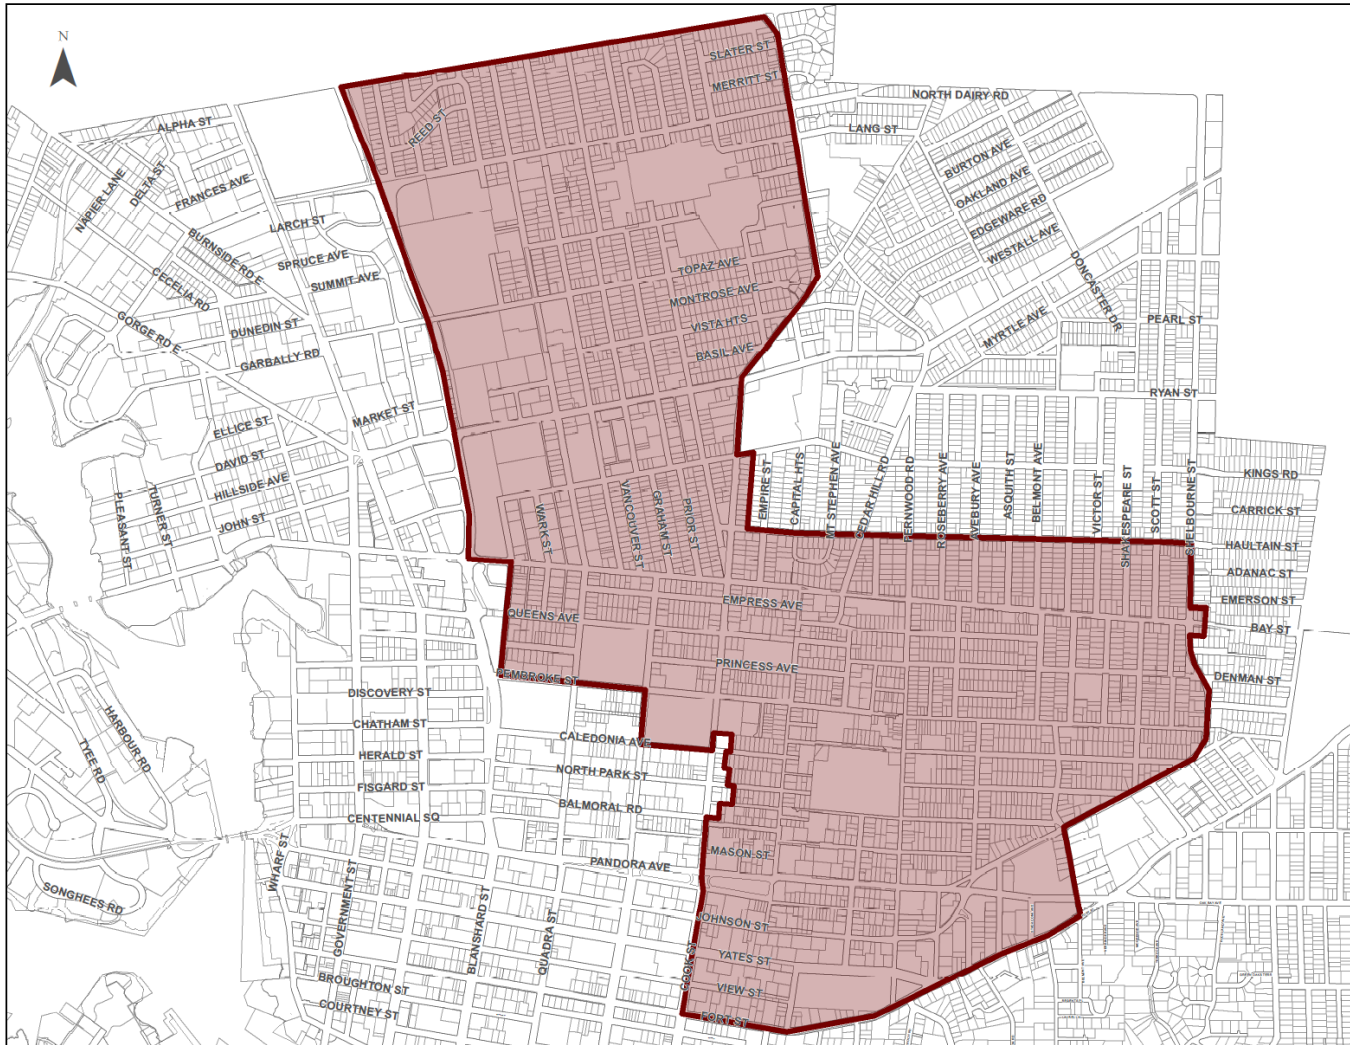 N
SLATER ST
MERRITT ST
NORTH DAIRY RD
REED ST
ALPHA ST
LANG ST
BURTON AVE
NAPIER LANE
DELTA ST
FRANCES AVE
OAKLAND AVE
EDGEWARE RD
LARCH ST
WESTALL AVE
BURNSIDE RD E
SPRUCE AVE
TOPAZ AVE
SUMMIT AVE
CECELIA RD
MONTROSE AVE
DONCASTER DR
GORGE RD E
DUNEDIN ST
VISTA HTS
MYRTLE AVE
PEARL ST
GARBALLY RD
BASIL AVE
RYAN ST
MARKET ST
ELLICE ST
DAVID ST
HILLSIDE AVE
JOHN ST
PLEASANT ST
TURNER ST
WARK ST
VANCOUVER ST
GRAHAM ST
PRIOR ST
EMPIRE ST
CAPITAL HTS
MT STEPHEN AVE
CEDAR HILL RD
FERNWOOD RD
ROSEBERRY AVE
AVEBURY AVE
ASQUITH ST
BELMONT AVE
VICTOR ST
SHAKESPEARE ST
SCOTT ST
SHELBOURNE ST
KINGS RD
CARRICK ST
HAULTAIN ST
ADANAC ST
EMERSON ST
BAY ST
EMPRESS AVE
QUEENS AVE
PRINCESS AVE
PEMBROKE ST
DENMAN ST
DISCOVERY ST
CHATHAM ST
HARBOUR RD
TYEE RD
CALEDONIA AVE
HERALD ST
NORTH PARK ST
FISGARD ST
BALMORAL RD
CENTENNIAL SQ
MASON ST
PANDORA AVE
WHARF ST
SONGHEES RD
GOVERNMENT ST
BLANSHARD ST
QUADRA ST
JOHNSON ST
YATES ST
COOK ST
BROUGHTON ST
VIEW ST
COURTNEY ST
FORT ST